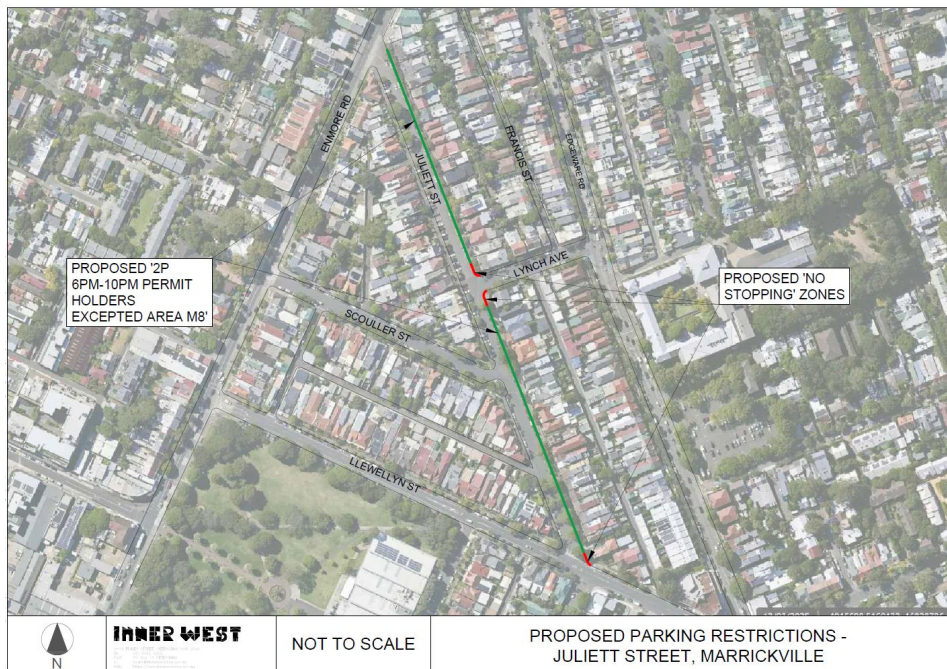 ENMORE RD
JULIETT ST
FRANCIS ST
EDGEWARE RD
LYNCH AVE
SCOULLER ST
LLEWELLYN ST
PROPOSED '2P
6PM-10PM PERMIT
HOLDERS
EXCEPTED AREA M8'
PROPOSED 'NO
STOPPING' ZONES
N
INNER WEST
NOT TO SCALE
PROPOSED PARKING RESTRICTIONS -
JULIETT STREET, MARRICKVILLE